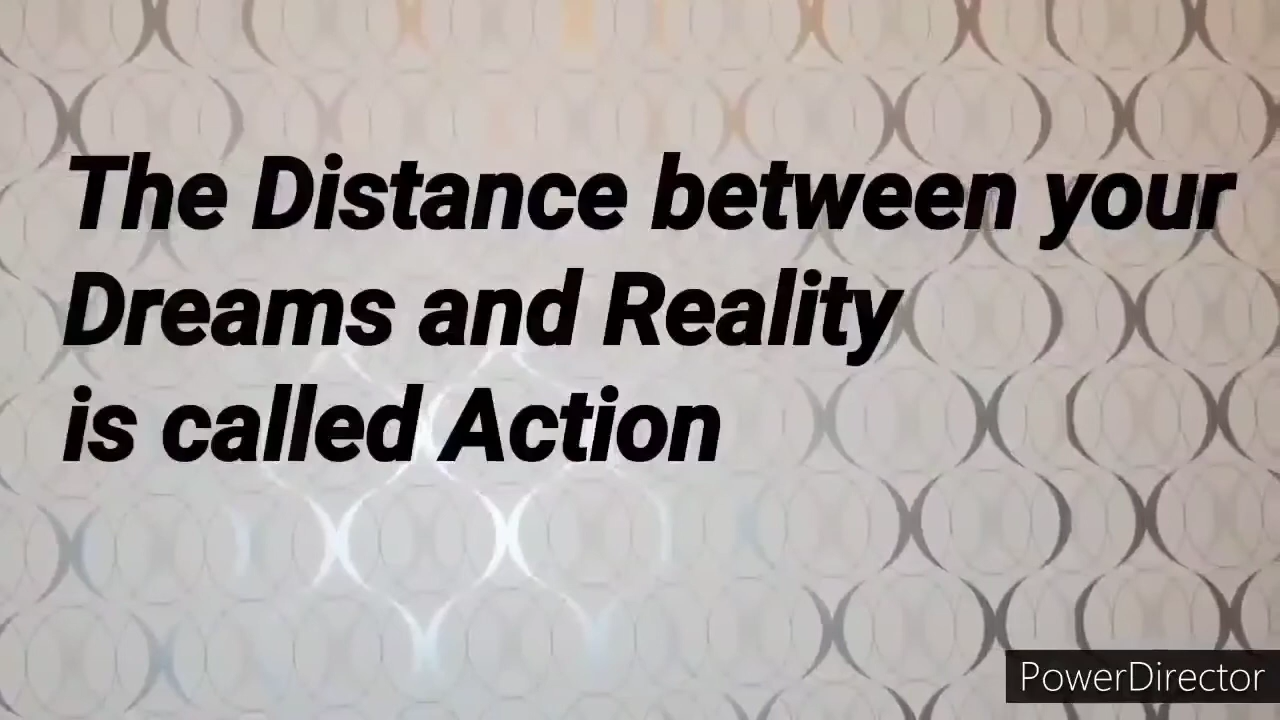 The Distance between your
Dreams and Reality
is called Action
PowerDirector